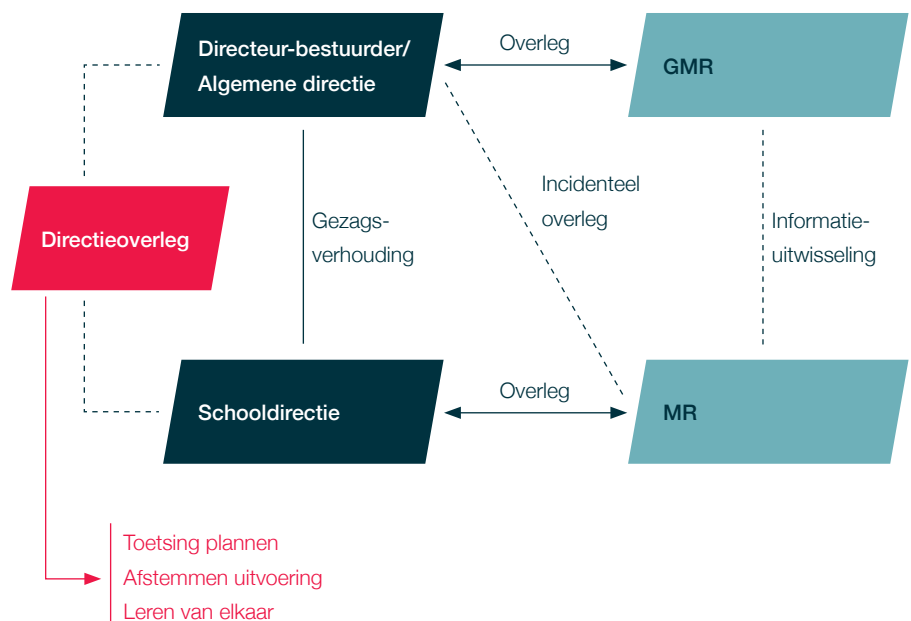 Directeur-bestuurder/
Algemene directie
Overleg
GMR
Directieoverleg
Gezags-
verhouding
Incidenteel
overleg
Informatie-
uitwisseling
Schooldirectie
Overleg
MR
Toetsing plannen
Afstemmen uitvoering
Leren van elkaar